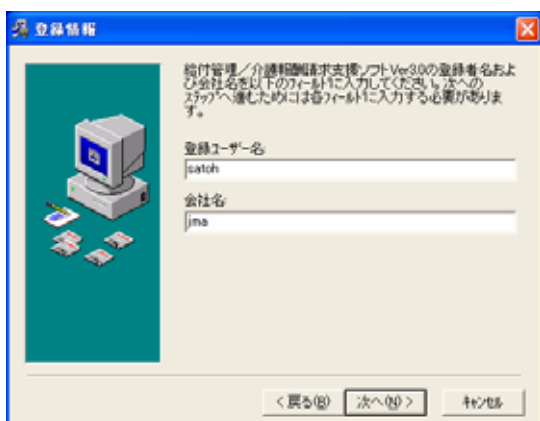 登録情報
給付管理／介護報酬請求支援ソフトVer3.0の登録者名およ
び会社名を以下のフィールドに入力してください。次への
ステップへ進むためには各フィールドに入力する必要がありま
す。
登録ユーザー名:
satoh
会社名:
jma
< 戻る(B)
次へ(N) >
キャンセル